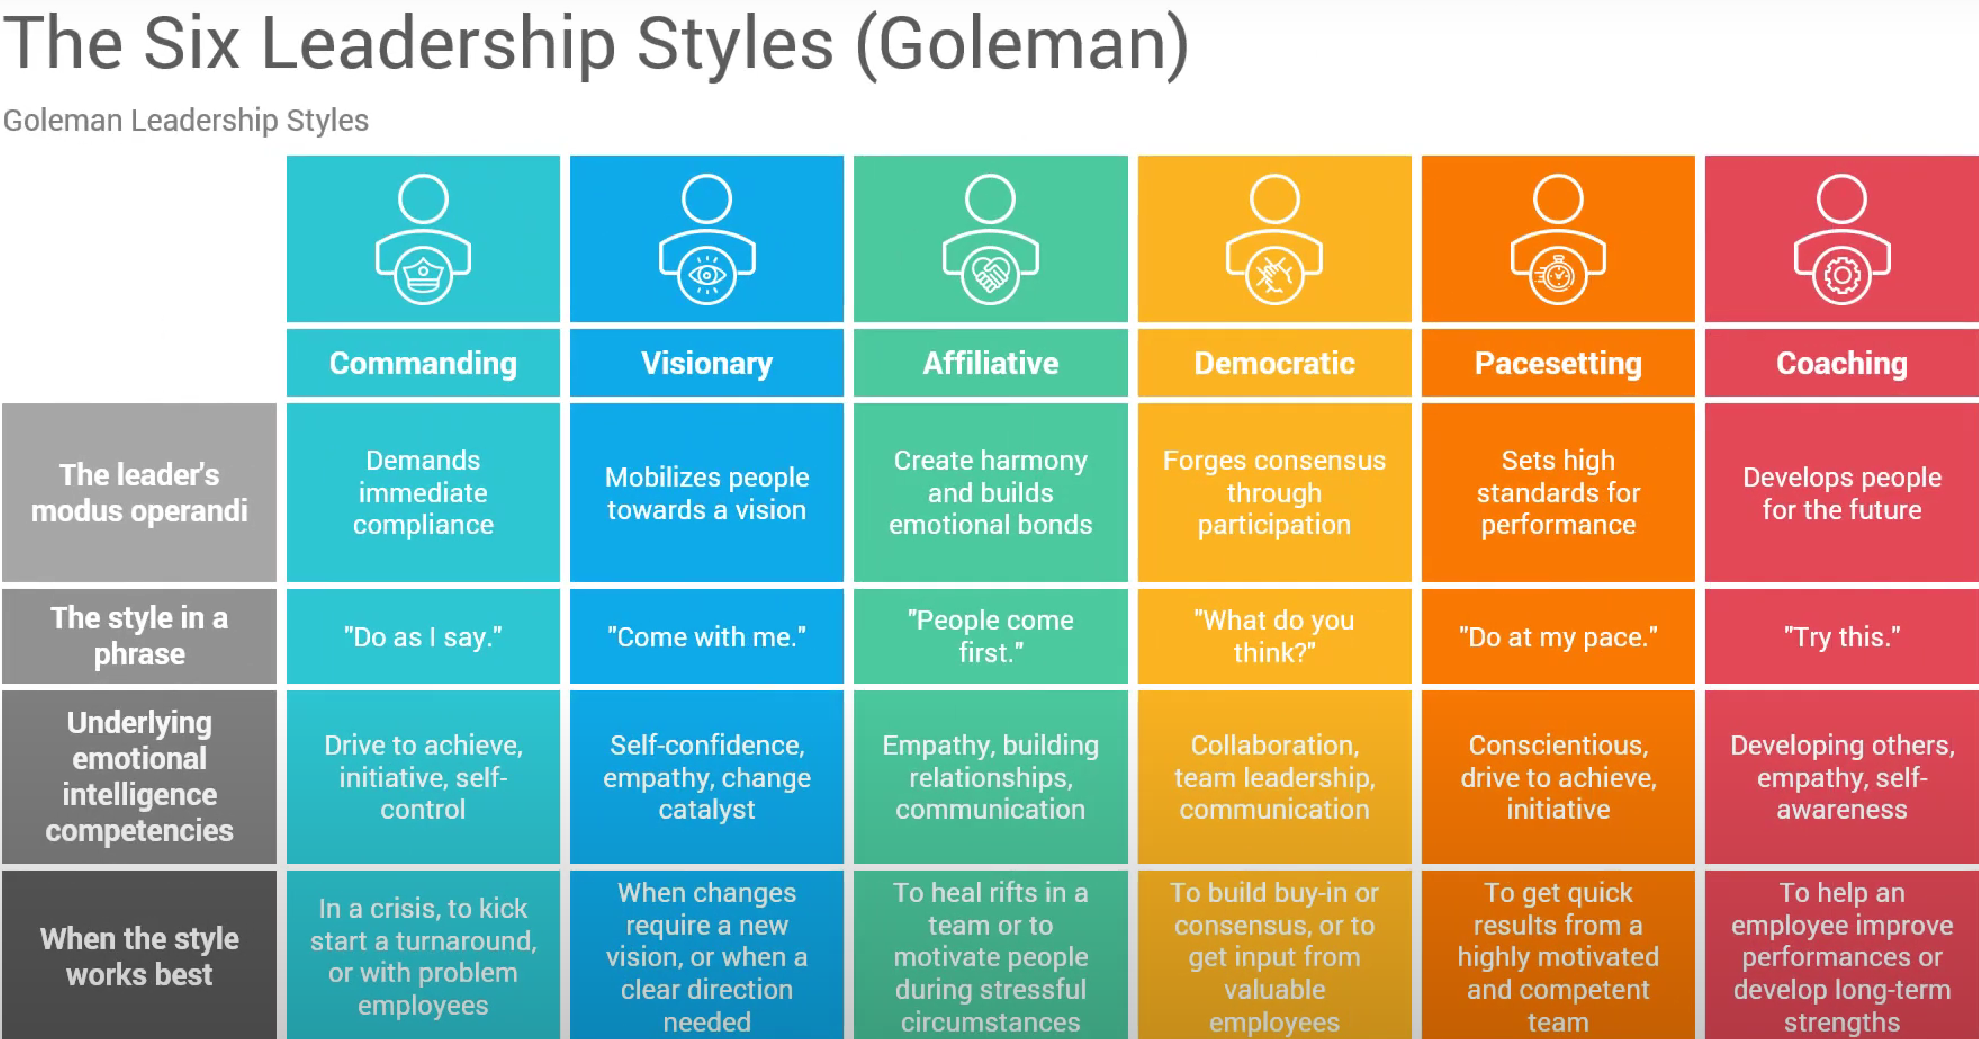 The Six Leadership Styles (Goleman)
Goleman Leadership Styles
Commanding
Visionary
Affiliative
Democratic
Pacesetting
Coaching
The leader's
modus operandi
Demands
immediate
compliance
Mobilizes people
towards a vision
Create harmony
and builds
emotional bonds
Forges consensus
through
participation
Sets high
standards for
performance
Develops people
for the future
The style in a
phrase
"Do as I say."
"Come with me."
"People come
first."
"What do you
think?"
"Do at my pace."
"Try this."
Underlying
emotional
intelligence
competencies
Drive to achieve,
initiative, self-
control
Self-confidence,
empathy, change
catalyst
Empathy, building
relationships,
communication
Collaboration,
team leadership,
communication
Conscientious,
drive to achieve,
initiative
Developing others,
empathy, self-
awareness
When the style
works best
In a crisis, to kick
start a turnaround,
or with problem
employees
When changes
require a new
vision, or when a
clear direction
needed
To heal rifts in a
team or to
motivate people
during stressful
circumstances
To build buy-in or
consensus, or to
get input from
valuable
employees
To get quick
results from a
highly motivated
and competent
team
To help an
employee improve
performances or
develop long-term
strengths